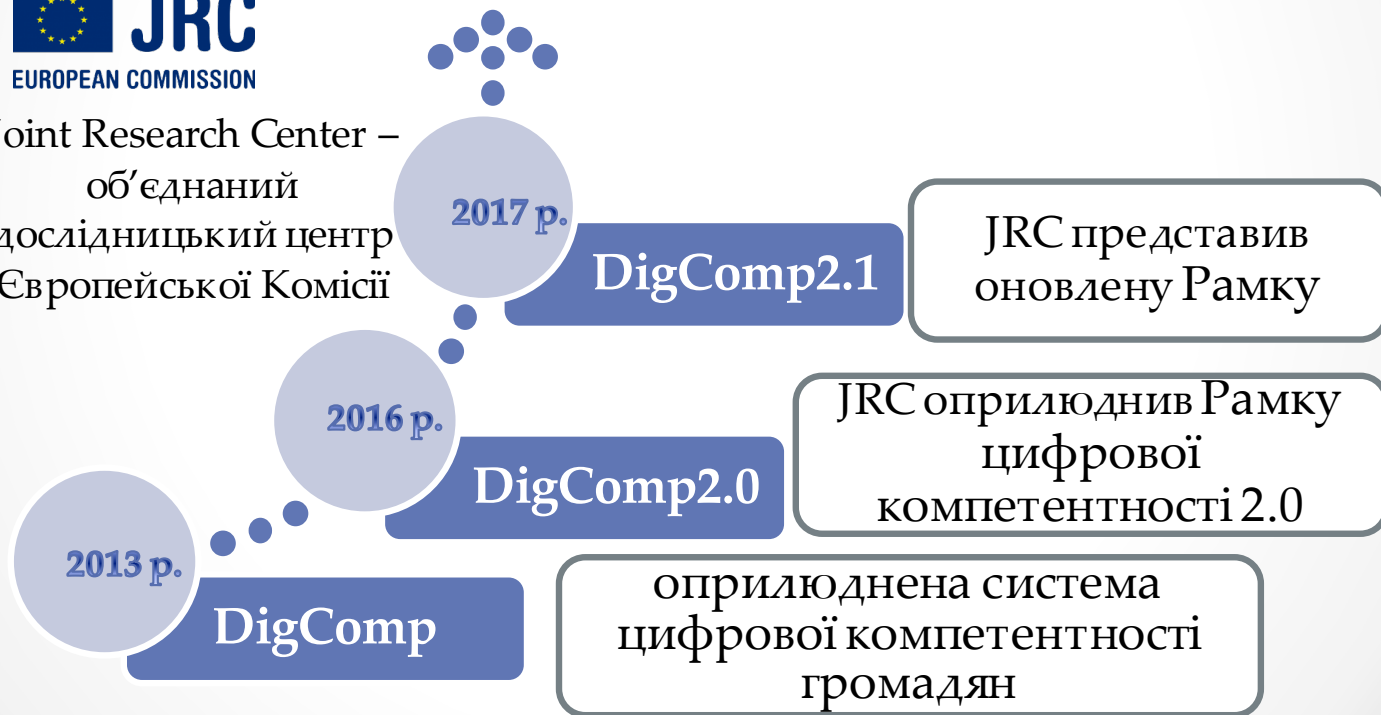 JRC
EUROPEAN COMMISSION
Joint Research Center –
об’єднаний
дослідницький центр
Європейської Комісії
2017 р.
DigComp2.1
JRC представив
оновлену Рамку
2016 р.
DigComp2.0
JRC оприлюднив Рамку
цифрової
компетентності 2.0
2013 р.
DigComp
оприлюднена система
цифрової компетентності
громадян